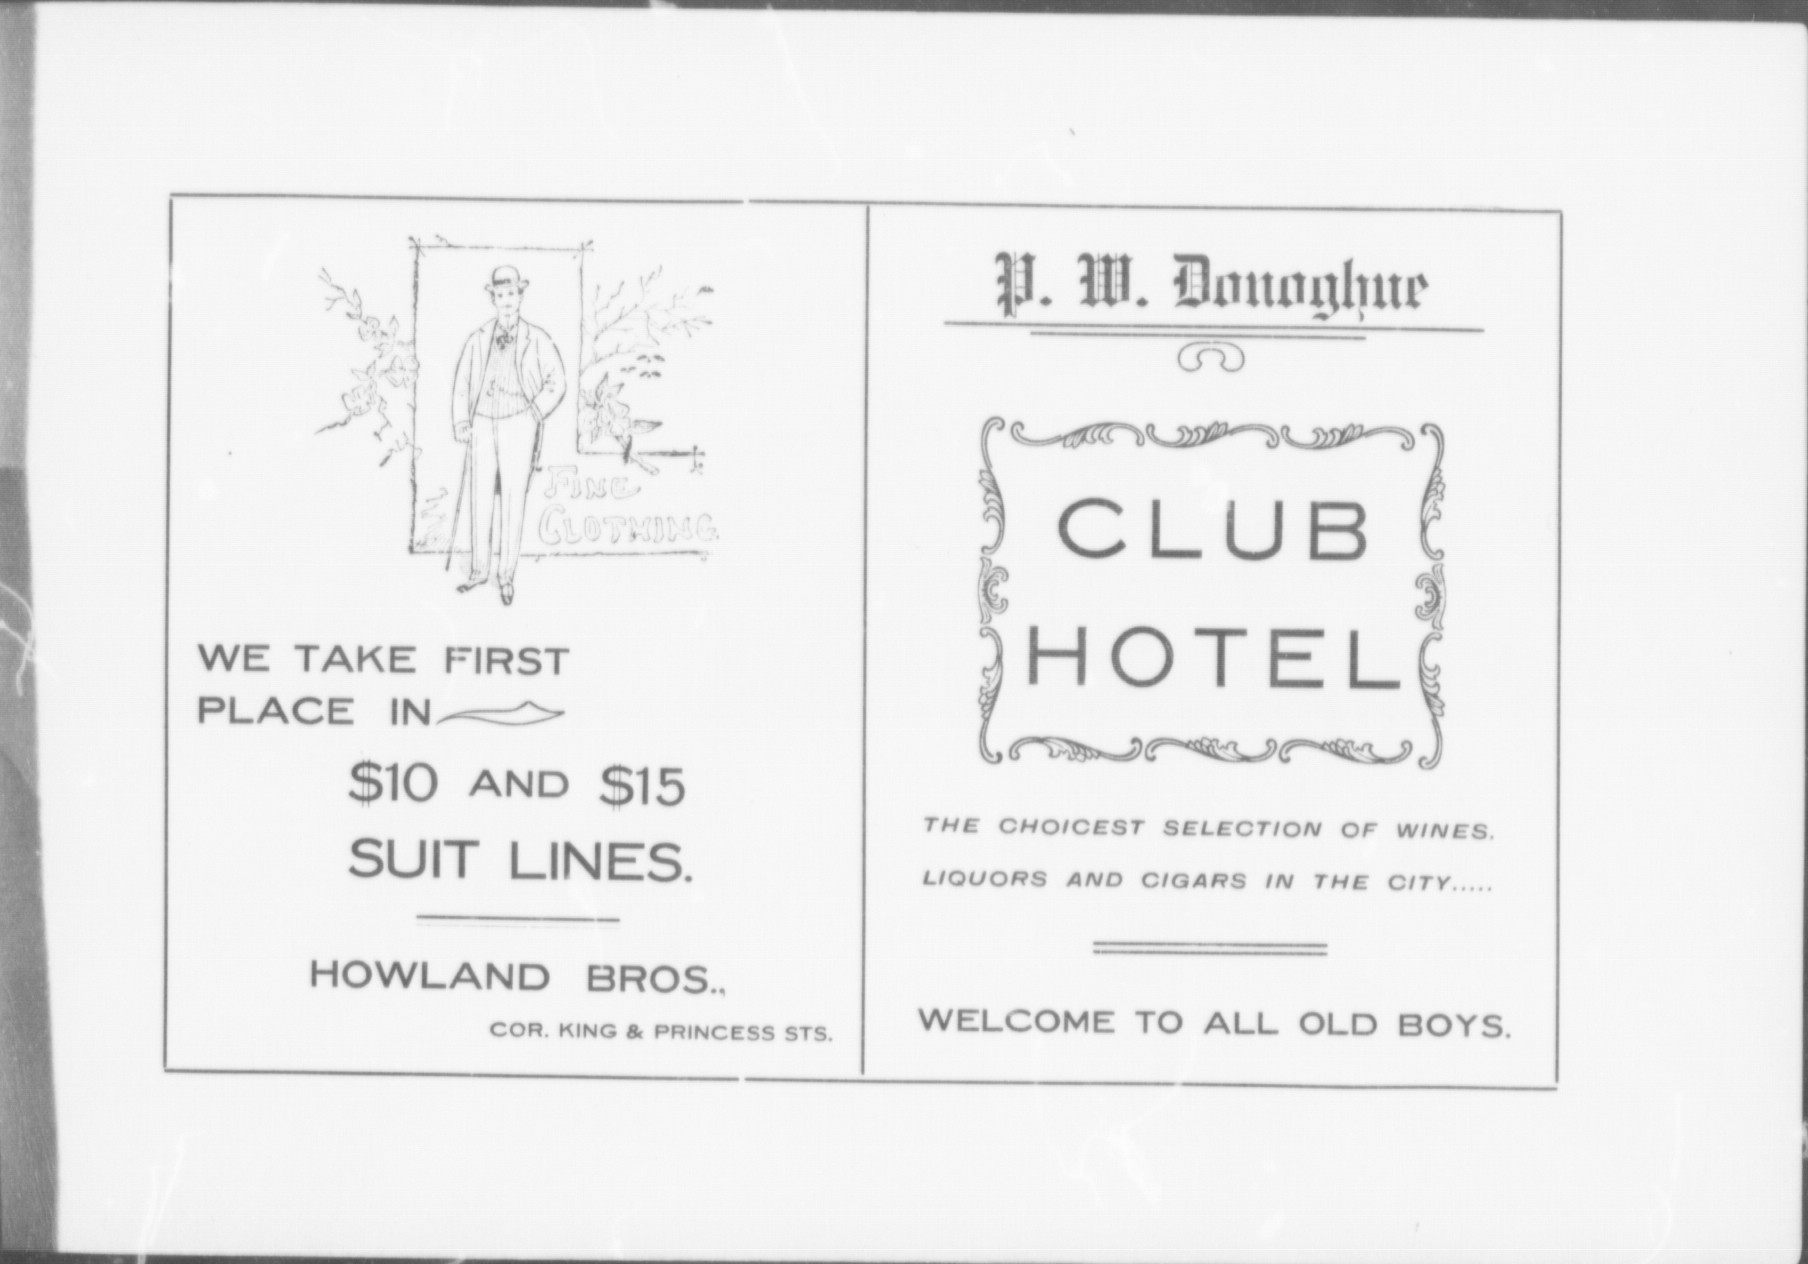 FINE
CLOTHING
WE TAKE FIRST
PLACE IN
$10 AND $15
SUIT LINES.
HOWLAND BROS.,
COR. KING & PRINCESS STS.
P. W. Donoghue
CLUB
HOTEL
THE CHOICEST SELECTION OF WINES.
LIQUORS AND CIGARS IN THE CITY.....
WELCOME TO ALL OLD BOYS.